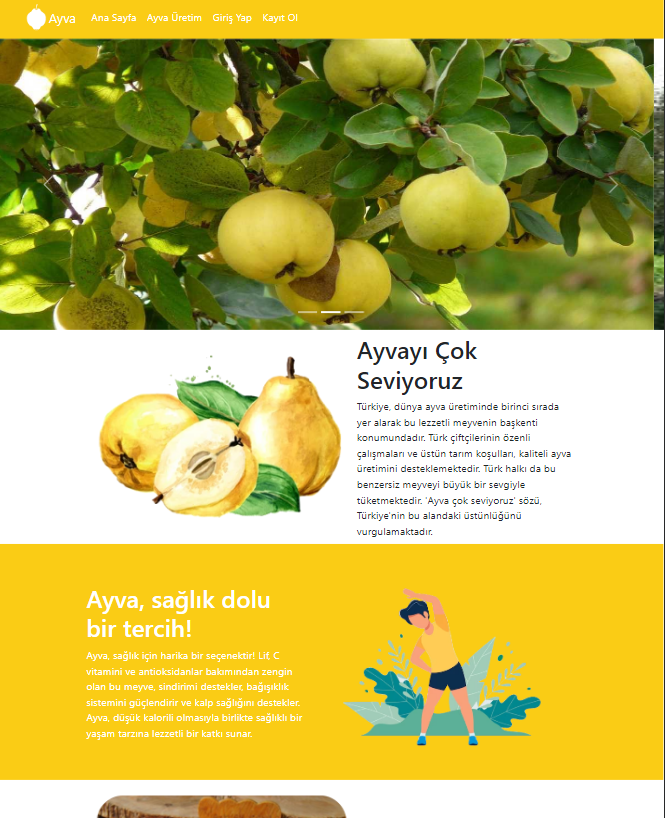 Ayva Ana Sayfa Ayva Üretim Giriş Yap Kayıt Ol
Ayvayı Çok
Seviyoruz
Türkiye, dünya ayva üretiminde birinci sırada
yer alarak bu lezzetli meyvenin başkenti
konumundadır. Türk çiftçilerinin özenli
çalışmaları ve üstün tarım koşulları, kaliteli ayva
üretimini desteklemektedir. Türk halkı da bu
benzersiz meyveyi büyük bir sevgiyle
tüketmektedir. 'Ayva çok seviyoruz' sözü,
Türkiye'nin bu alandaki üstünlüğünü
vurgulamaktadır.
Ayva, sağlık dolu
bir tercih!
Ayva, sağlık için harika bir seçenektir! Lif, C
vitamini ve antioksidanlar bakımından zengin
olan bu meyve, sindirimi destekler, bağışıklık
sistemini güçlendirir ve kalp sağlığını destekler.
Ayva, düşük kalorili olmasıyla birlikte sağlıklı bir
yaşam tarzına lezzetli bir katkı sunar.